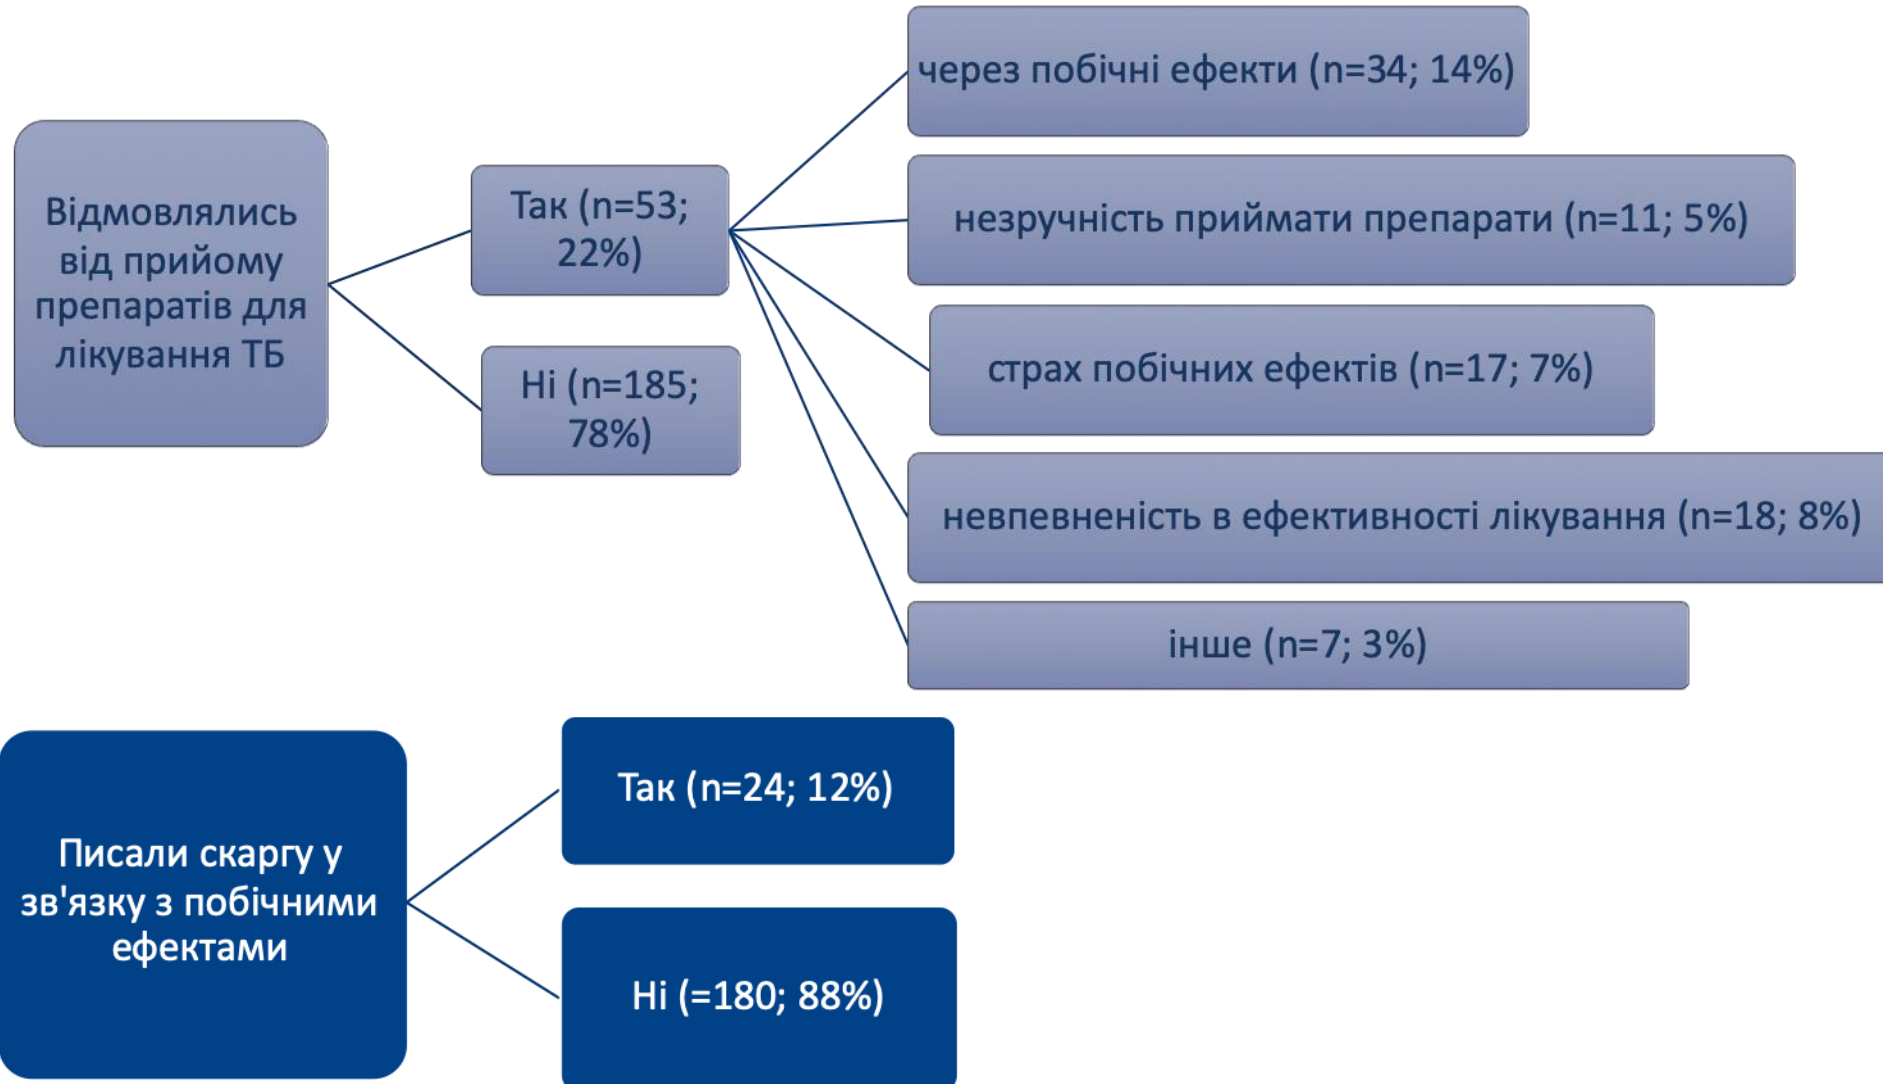 Відмовлялись
від прийому
препаратів для
лікування ТБ
Так (n=53;
22%)
Ні (n=185;
78%)
через побічні ефекти (n=34; 14%)
незручність приймати препарати (n=11; 5%)
страх побічних ефектів (n=17; 7%)
невпевненість в ефективності лікування (n=18; 8%)
інше (n=7; 3%)
Писали скаргу у
зв'язку з побічними
ефектами
Так (n=24; 12%)
Ні (=180; 88%)